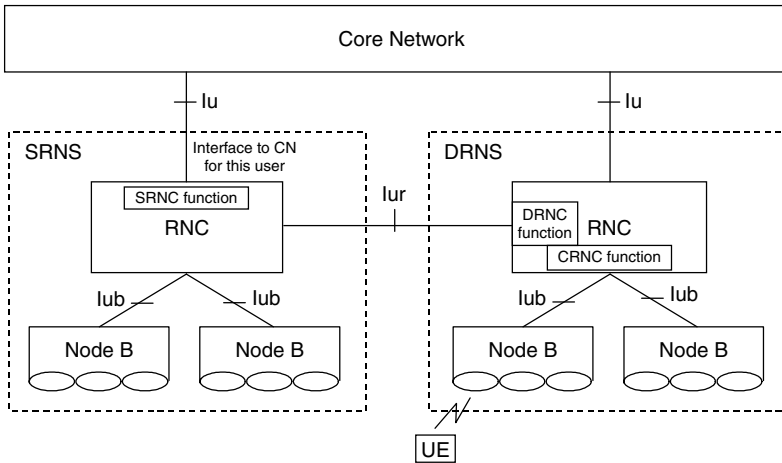 Core Network
Iu
Iu
SRNS
Interface to CN
for this user
DRNS
SRNC function
RNC
Iur
DRNC
function
RNC
CRNC function
Iub
Iub
Iub
Iub
Node B
Node B
Node B
Node B
UE